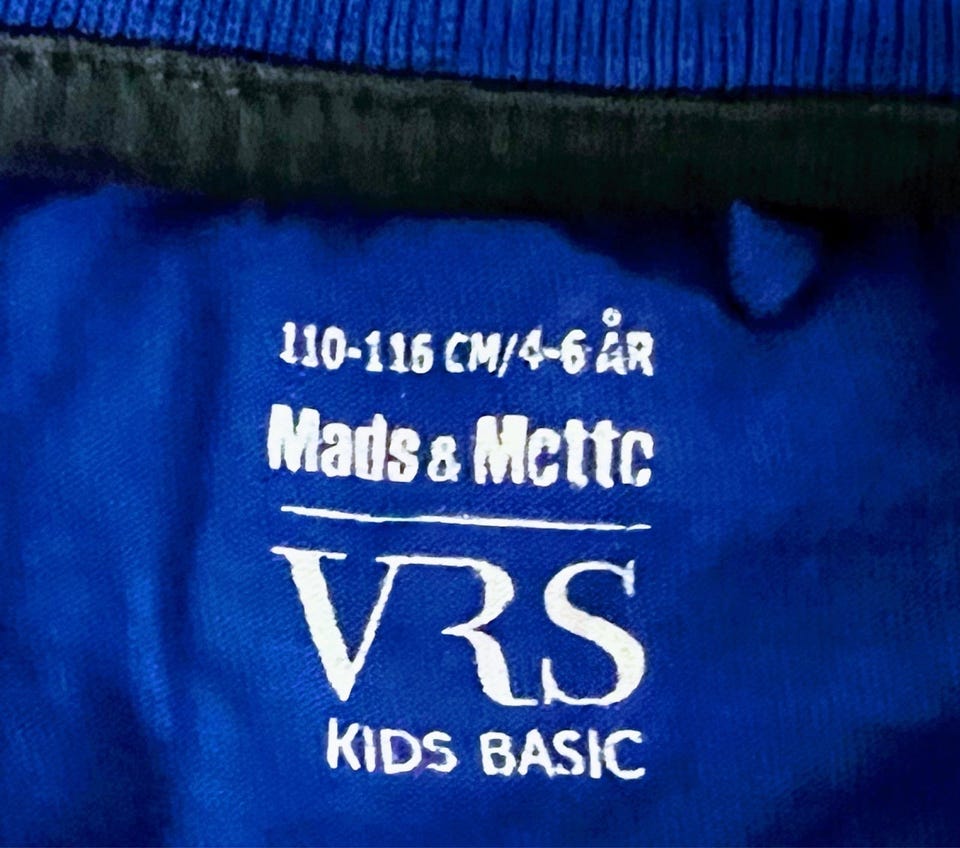 110-116 CM/4-6 ÅR
Mads & Mette
VRS
KIDS BASIC